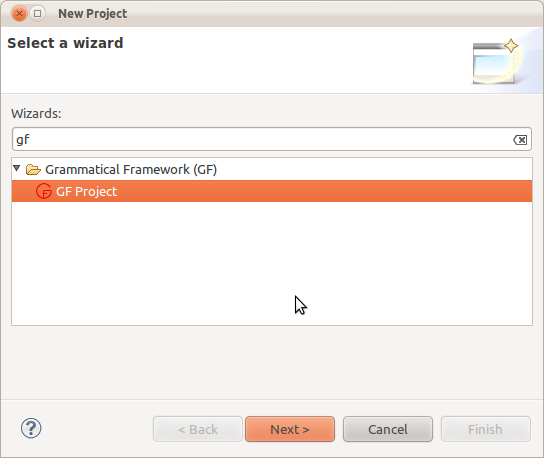 New Project
Select a wizard
Wizards:
gf
Grammatical Framework (GF)
GF Project
? < Back Next > Cancel Finish